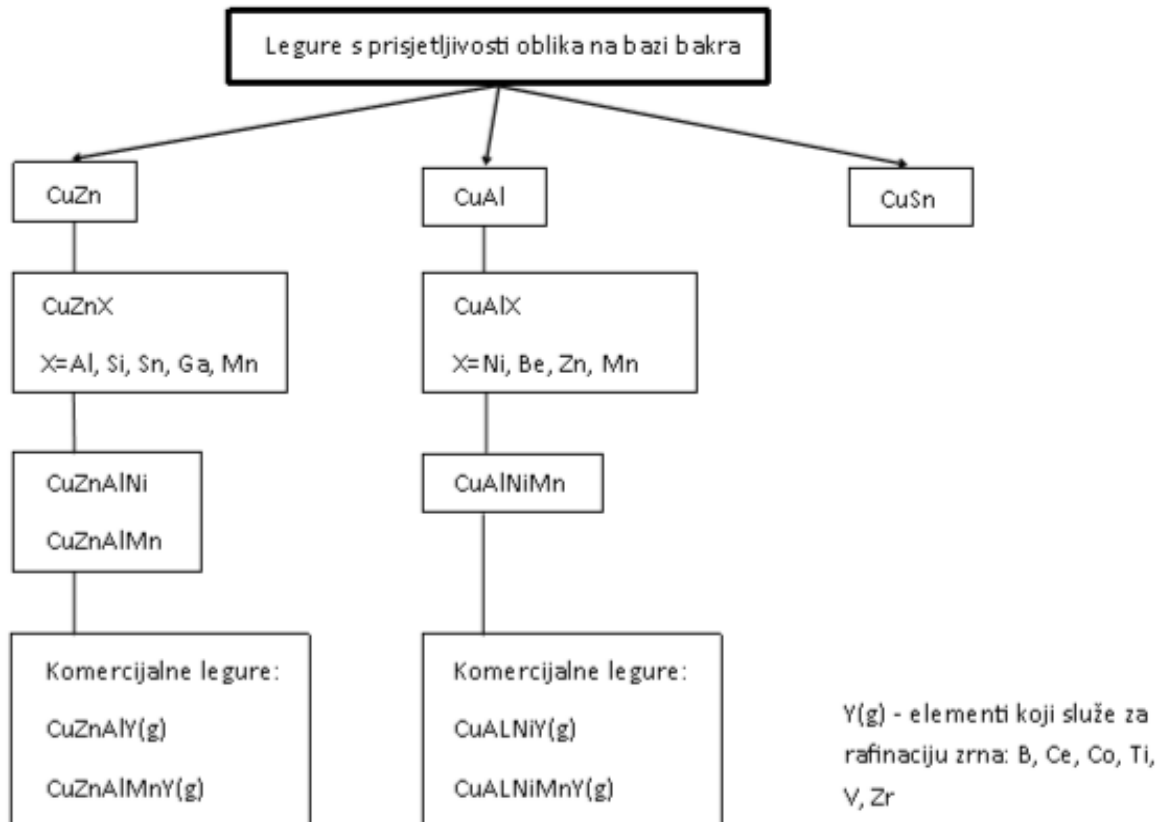 Legure s prisjetljivosti oblika na bazi bakra
CuZn
CuAl
CuSn
CuZnX
X=Al, Si, Sn, Ga, Mn
CuAlX
X=Ni, Be, Zn, Mn
CuZnAlNi
CuZnAlMn
CuAlNiMn
Komercijalne legure:
CuZnAlY(g)
CuZnAlMnY(g)
Komercijalne legure:
CuALNiY(g)
CuALNiMnY(g)
Y(g) - elementi koji služe za
rafinaciju zrna: B, Ce, Co, Ti,
V, Zr